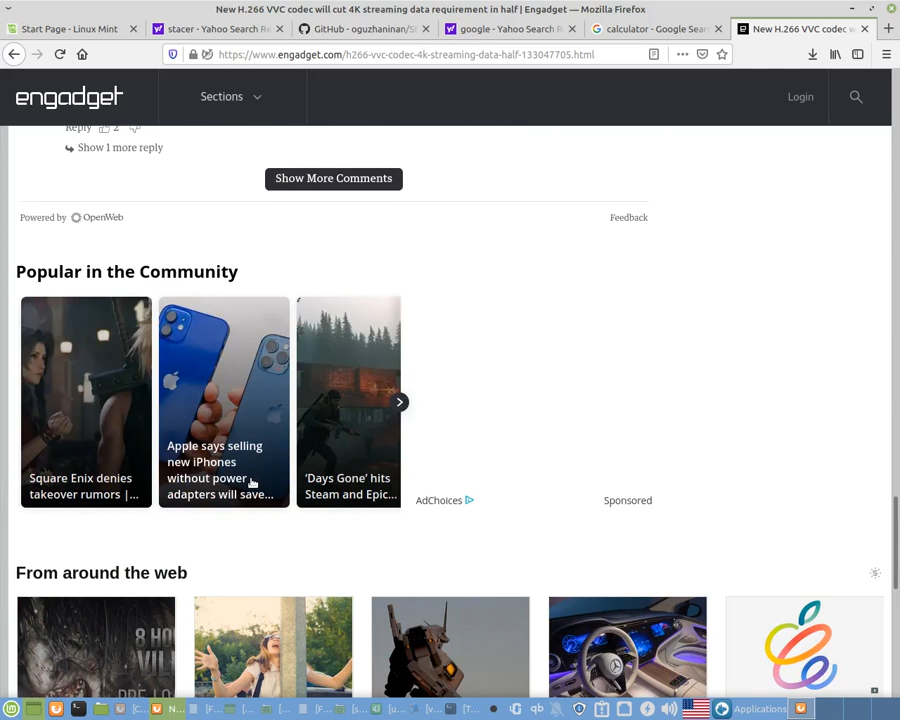 New H.266 VVC codec will cut 4K streaming data requirement in half | Engadget — Mozilla Firefox
Start Page - Linux Mint
stacer - Yahoo Search Re
GitHub - oguzhaninan/St
google - Yahoo Search R
calculator - Google Sear
New H.266 VVC codec w
https://www.engadget.com/h266-vvc-codec-4k-streaming-data-half-133047705.html
engadget
Sections
Login
Reply 2
Show 1 more reply
Show More Comments
Powered by OpenWeb
Feedback
Popular in the Community
Square Enix denies
takeover rumors |...
Apple says selling
new iPhones
without power
adapters will save...
‘Days Gone’ hits
Steam and Epic...
AdChoices
Sponsored
From around the web
8 HO
VIL
[C...
N...
[F...
[...
[...
[F...
[...
[s...
[u...
[v...
[T...
qb
Applications